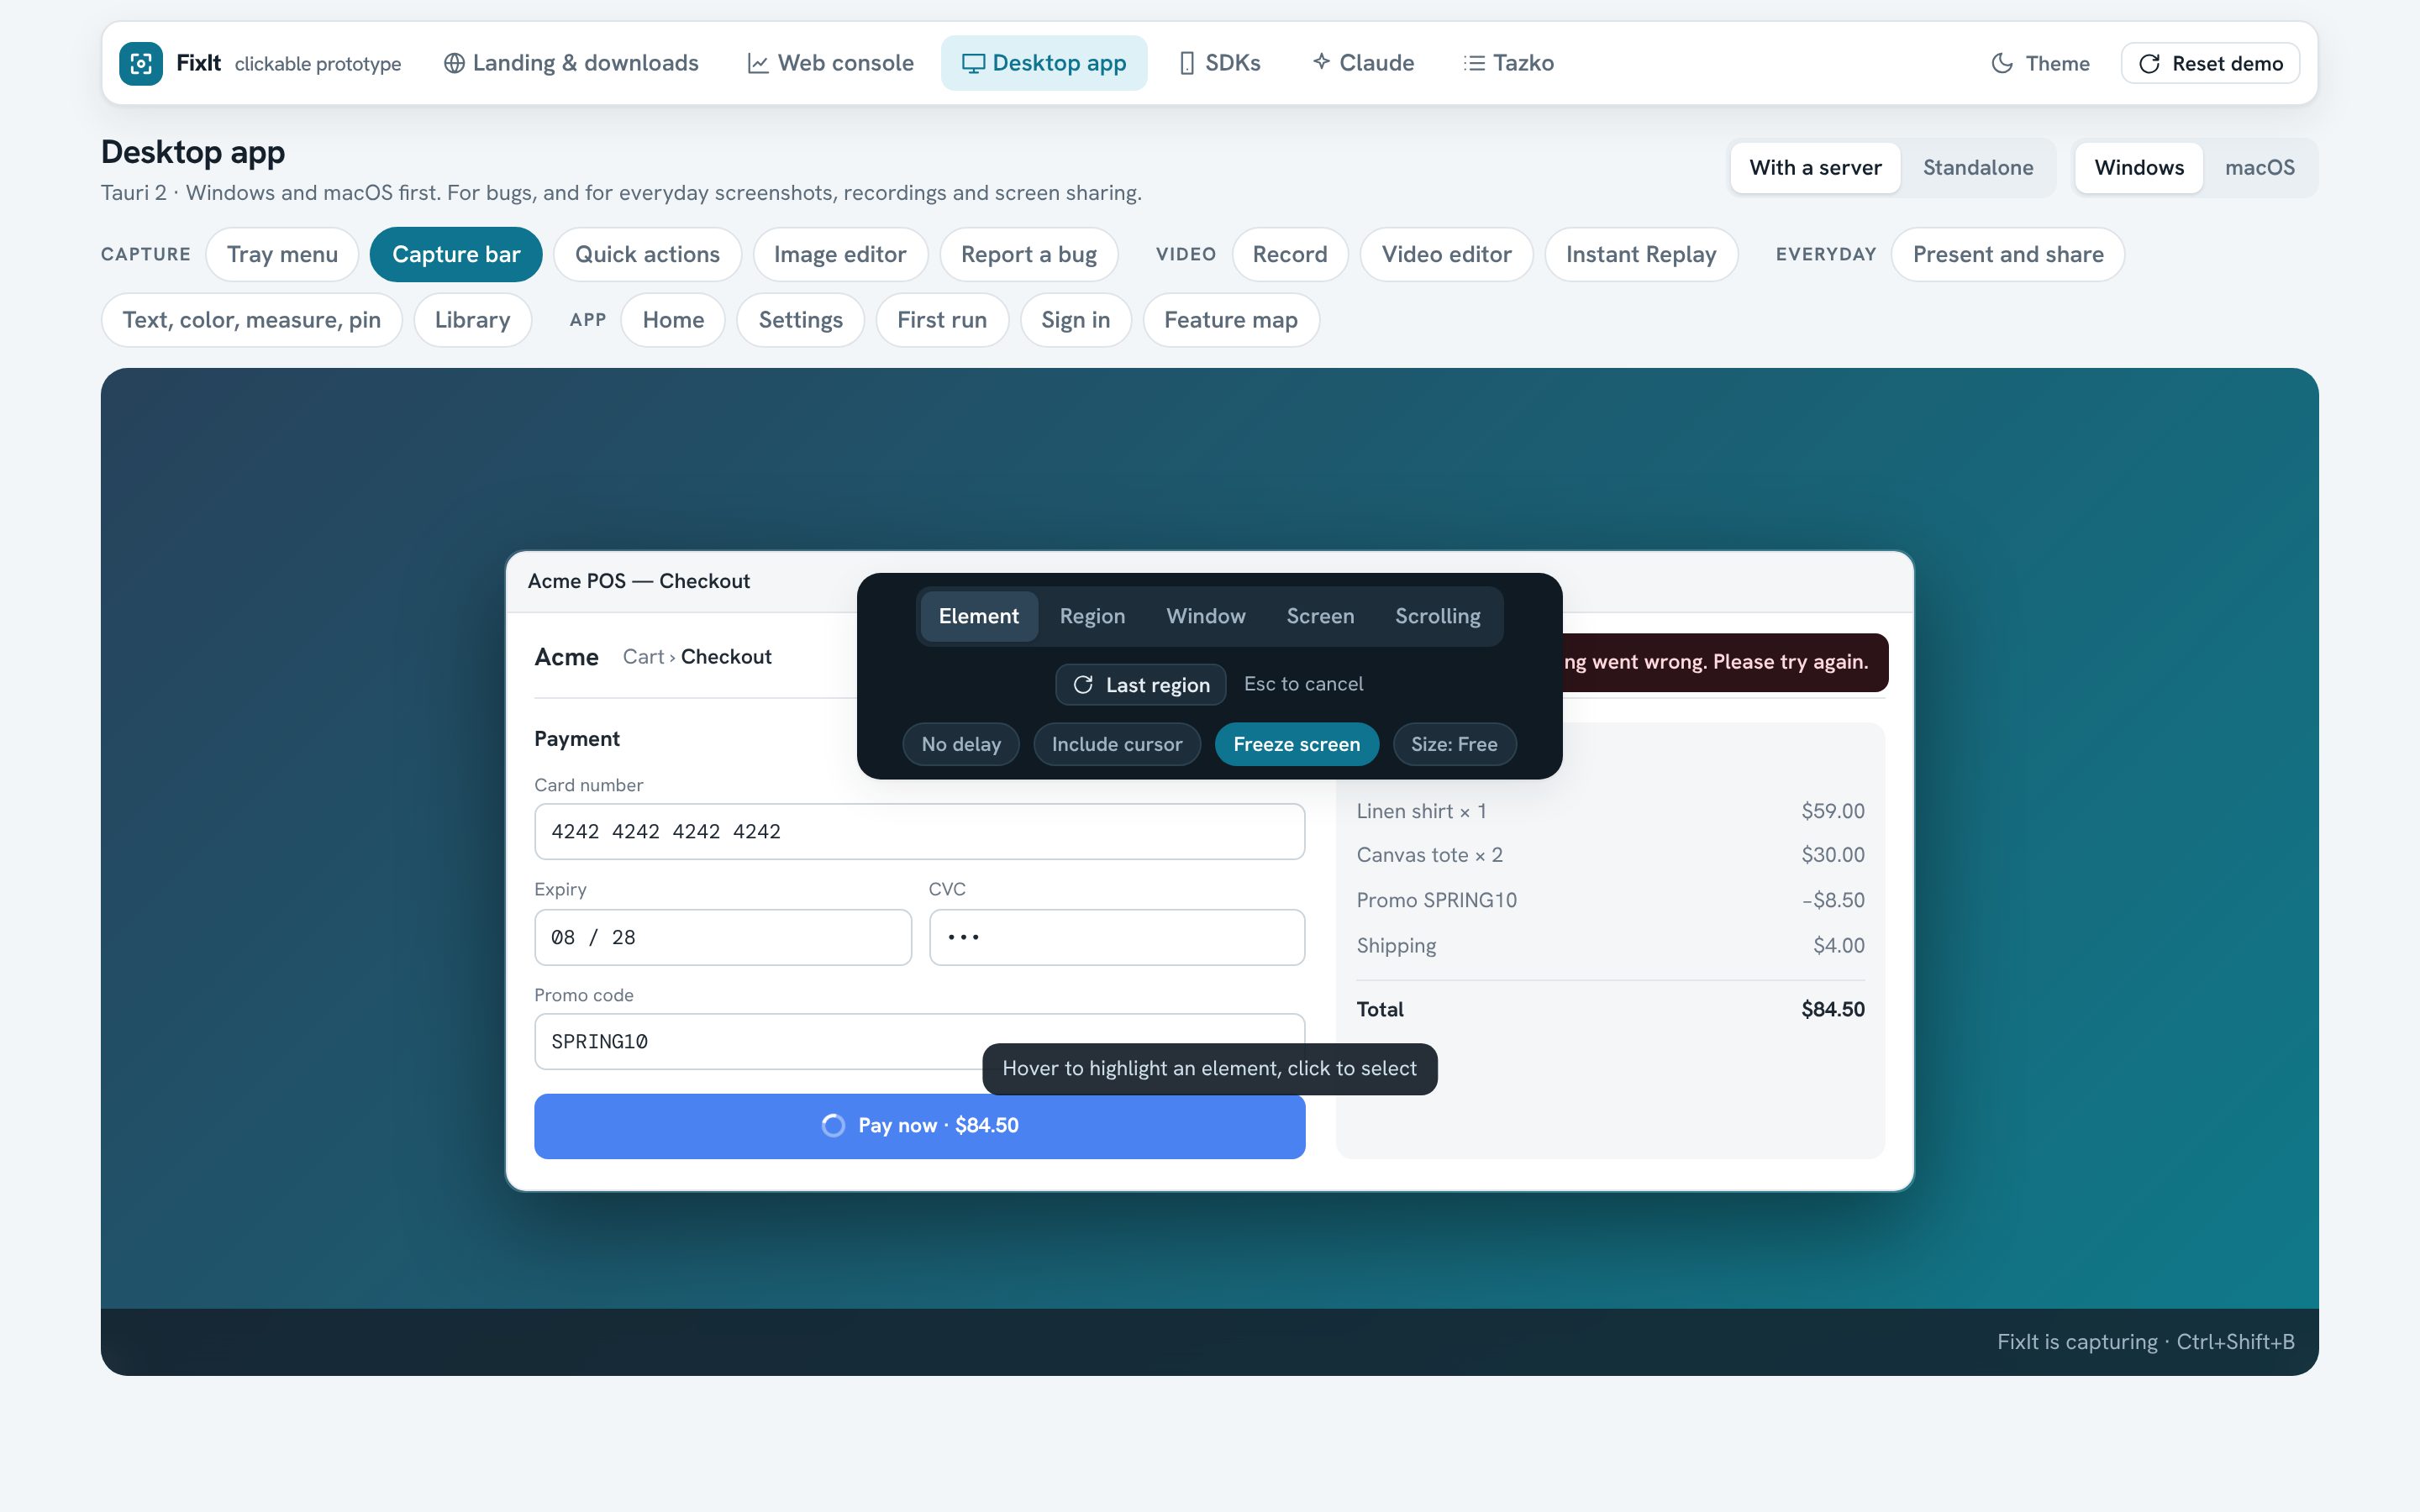 FixIt clickable prototype Landing & downloads Web console Desktop app SDKs Claude Tazko Theme Reset demo
Desktop app
With a server Standalone Windows macOS
Tauri 2 · Windows and macOS first. For bugs, and for everyday screenshots, recordings and screen sharing.
CAPTURE Tray menu Capture bar Quick actions Image editor Report a bug VIDEO Record Video editor Instant Replay EVERYDAY Present and share
Text, color, measure, pin Library APP Home Settings First run Sign in Feature map
Acme POS — Checkout
Element Region Window Screen Scrolling
Acme Cart › Checkout
went wrong. Please try again.
Last region Esc to cancel
No delay Include cursor Freeze screen Size: Free
Payment
Card number
4242 4242 4242 4242
Expiry CVC
08 / 28 •••
Promo code
SPRING10
Pay now · $84.50
Linen shirt × 1 $59.00
Canvas tote × 2 $30.00
Promo SPRING10 −$8.50
Shipping $4.00
Total $84.50
Hover to highlight an element, click to select
FixIt is capturing · Ctrl+Shift+B